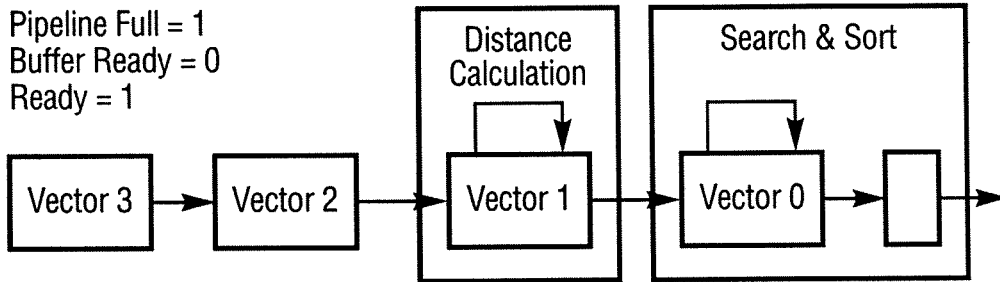 Pipeline Full = 1
Buffer Ready = 0
Ready = 1
Distance
Calculation
Search & Sort
Vector 3
Vector 2
Vector 1
Vector 0